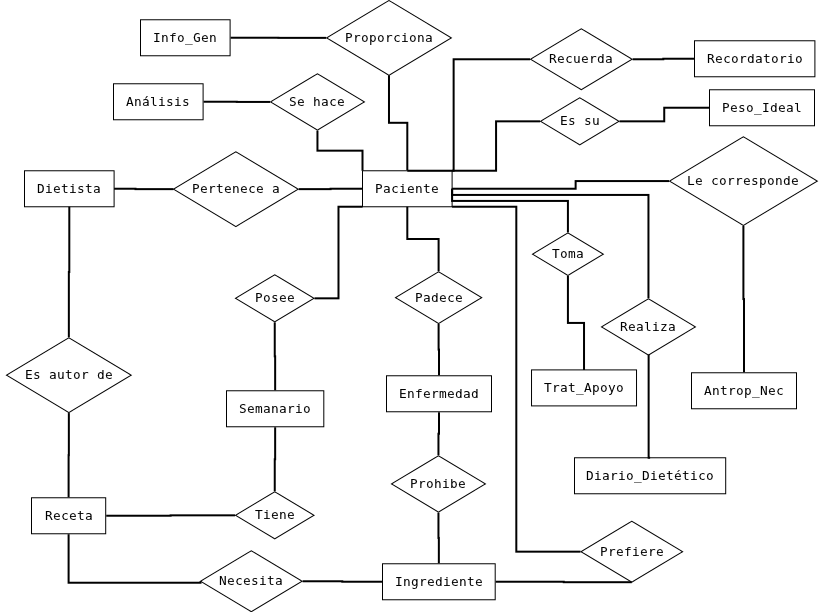 Info_Gen
Proporciona
Recuerda
Recordatorio
Análisis
Se hace
Es su
Peso_Ideal
Dietista
Pertenece a
Paciente
Le corresponde
Toma
Posee
Padece
Realiza
Es autor de
Trat_Apoyo
Antrop_Nec
Semanario
Enfermedad
Diario_Dietético
Prohibe
Receta
Tiene
Prefiere
Necesita
Ingrediente